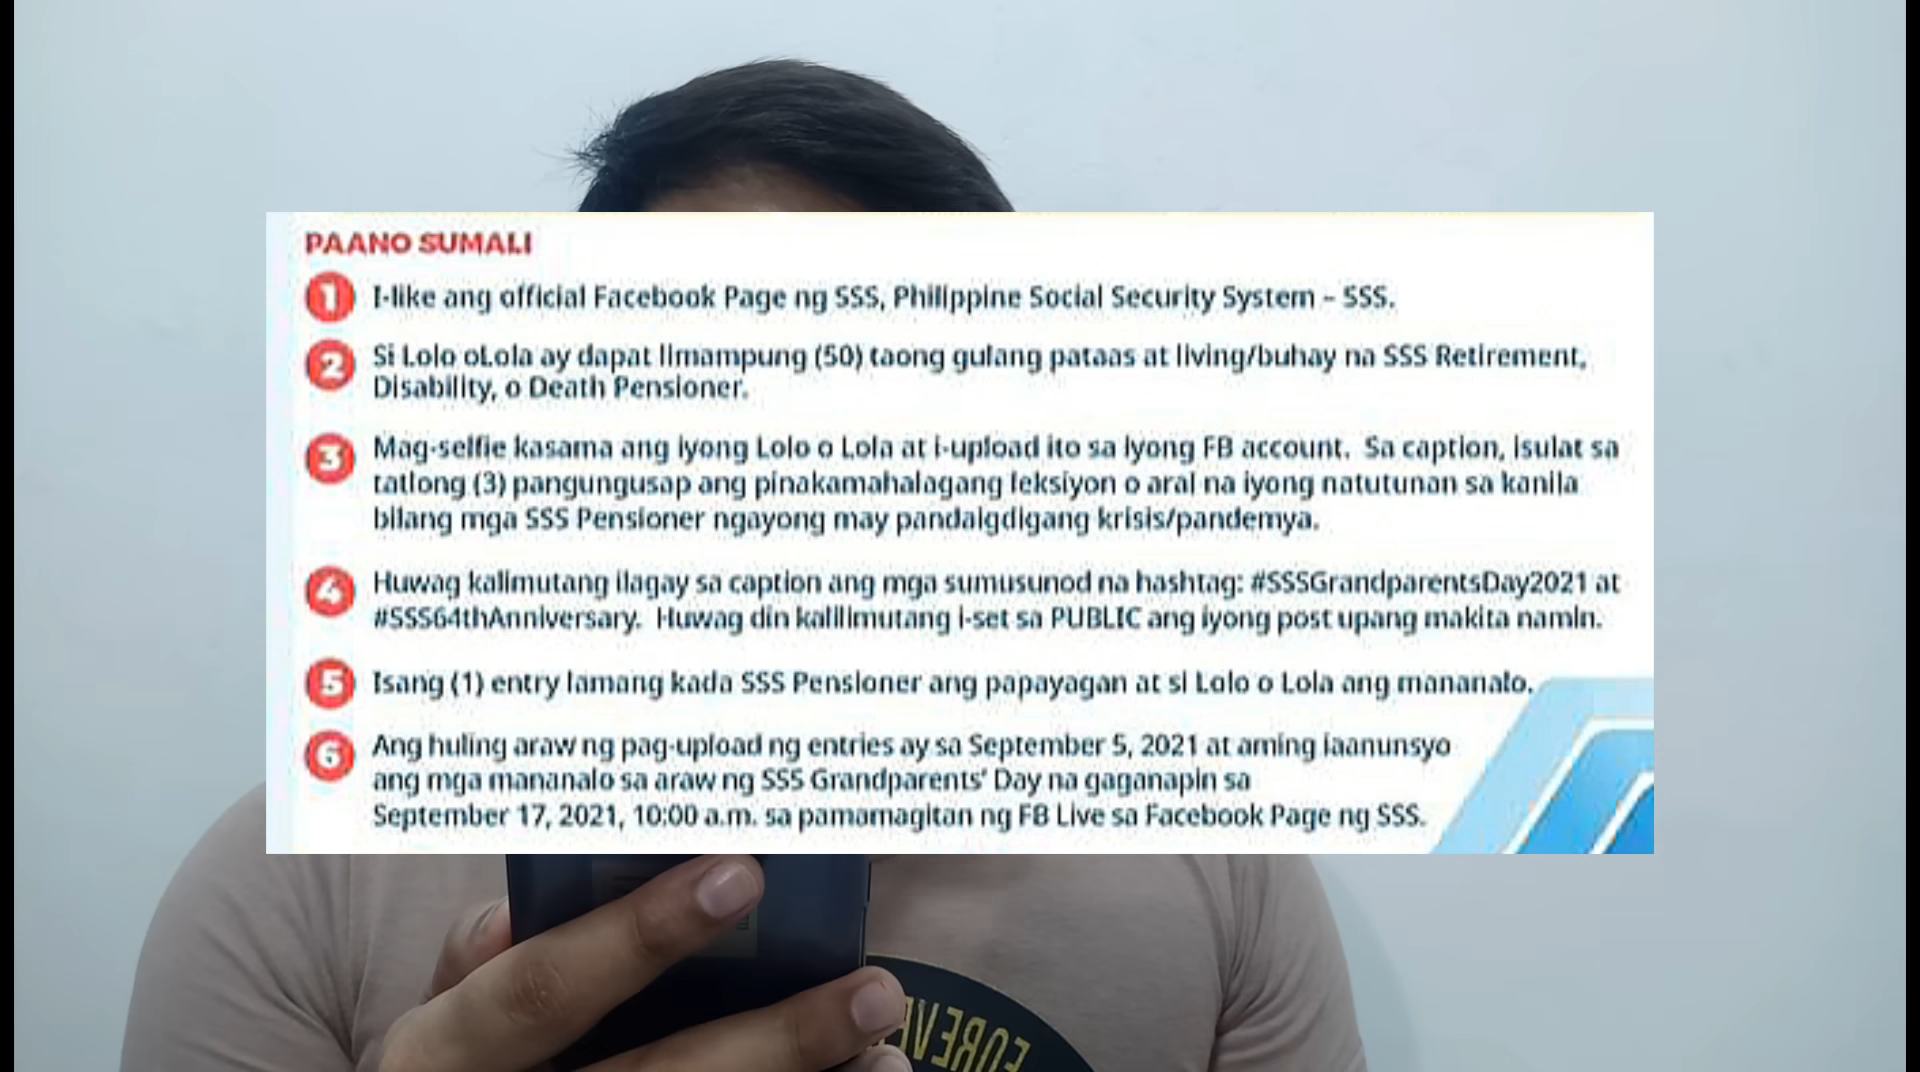 PAANO SUMALI
1 I-like ang official Facebook Page ng SSS, Philippine Social Security System – SSS.
2 Si Lolo oLola ay dapat limampung (50) taong gulang pataas at living/buhay na SSS Retirement,
Disability, o Death Pensioner.
3 Mag-selfie kasama ang iyong Lolo o Lola at i-upload ito sa iyong FB account. Sa caption, isulat sa
tatlong (3) pangungusap ang pinakamahalagang leksiyon o aral na iyong natutunan sa kanila
bilang mga SSS Pensioner ngayong may pandaigdigang krisis/pandemya.
4 Huwag kalimutang ilagay sa caption ang mga sumusunod na hashtag: #SSSGrandparentsDay2021 at
#SSS64thAnniversary. Huwag din kalilimutang i-set sa PUBLIC ang iyong post upang makita namin.
5 Isang (1) entry lamang kada SSS Pensioner ang papayagan at si Lolo o Lola ang mananalo.
6 Ang huling araw ng pag-upload ng entries ay sa September 5, 2021 at aming iaanunsyo
ang mga mananalo sa araw ng SSS Grandparents' Day na gaganapin sa
September 17, 2021, 10:00 a.m. sa pamamagitan ng FB Live sa Facebook Page ng SSS.